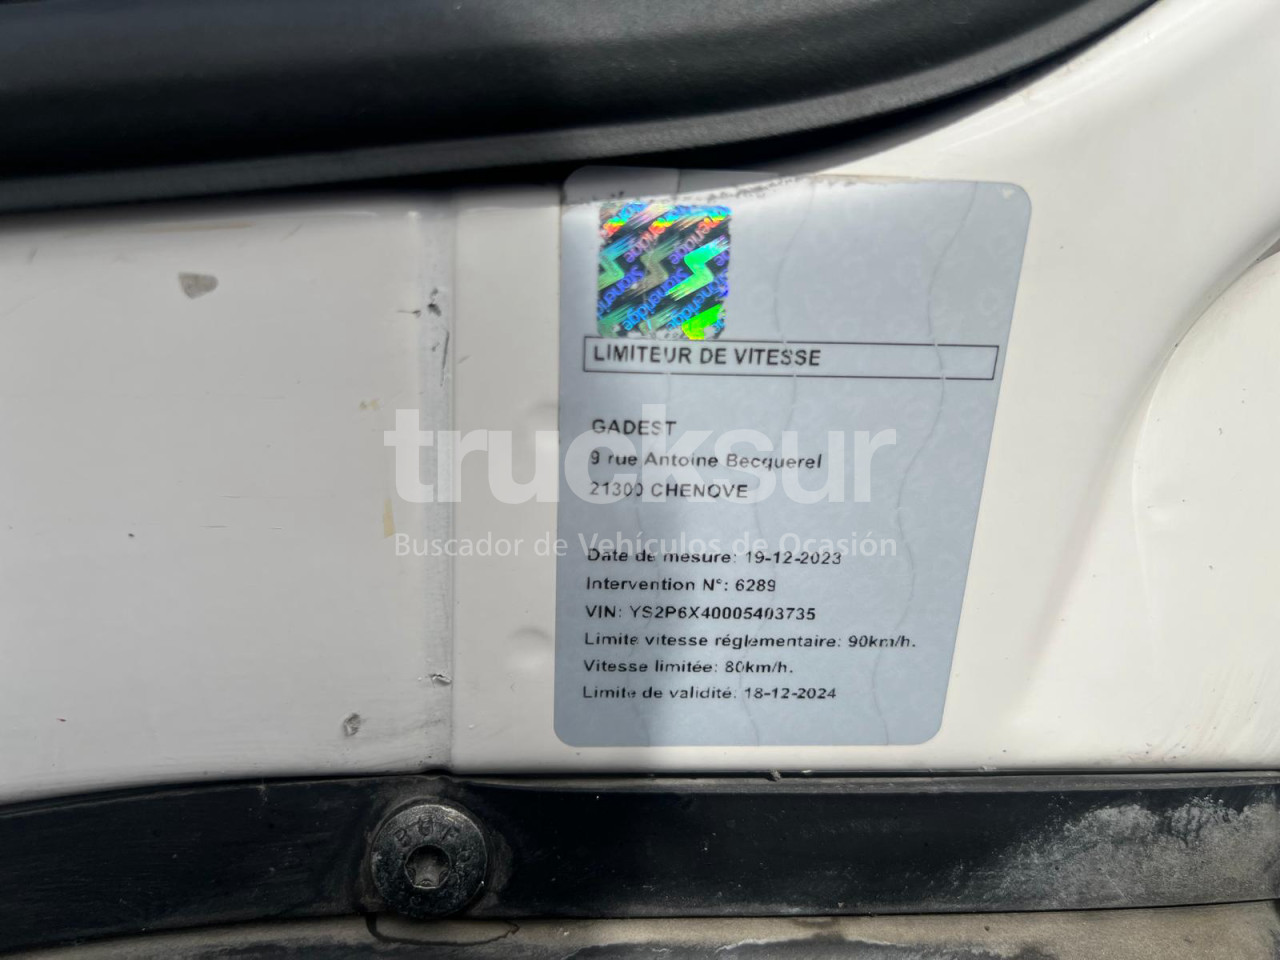 Stoneridge
LIMITEUR DE VITESSE
GADEST
9 rue Antoine Becquerel
21300 CHENOVE
trucksur
Buscador de Vehículos de Ocasión
Date de mesure: 19-12-2023
Intervention N°: 6289
VIN: YS2P6X40005403735
Limite vitesse réglementaire: 90km/h.
Vitesse limitée: 80km/h.
Limite de validité: 18-12-2024